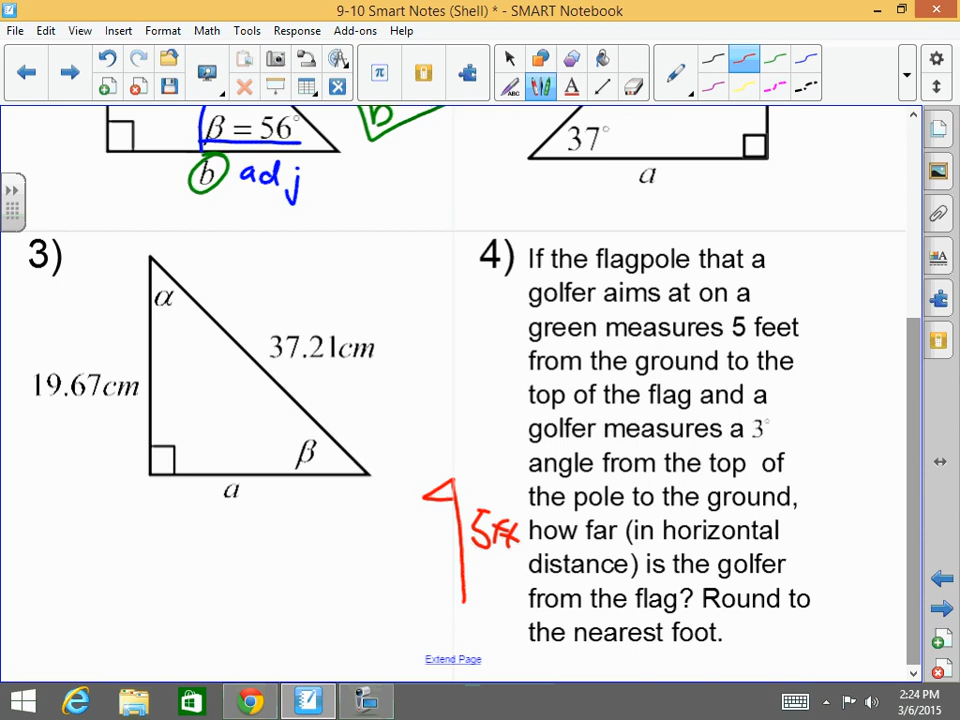 9-10 Smart Notes (Shell) * - SMART Notebook
File Edit View Insert Format Math Tools Response Add-ons Help
β = 56°
b
b adj
37°
a
3)
α
37.21cm
19.67cm
β
a
5ft
4) If the flagpole that a
golfer aims at on a
green measures 5 feet
from the ground to the
top of the flag and a
golfer measures a 3°
angle from the top of
the pole to the ground,
how far (in horizontal
distance) is the golfer
from the flag? Round to
the nearest foot.
Extend Page
2:24 PM
3/6/2015